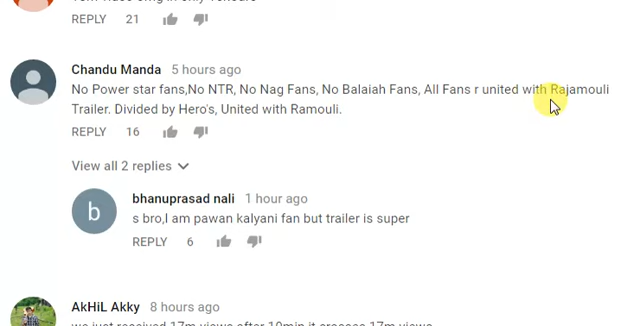 REPLY 21
Chandu Manda 5 hours ago
No Power star fans,No NTR, No Nag Fans, No Balaiah Fans, All Fans r united with Rajamouli
Trailer. Divided by Hero's, United with Ramouli.
REPLY 16
View all 2 replies
b
bhanuprasad nali 1 hour ago
s bro,I am pawan kalyani fan but trailer is super
REPLY 6
AkHiL Akky 8 hours ago
we just received 17m views after 10min it crosses 17m views